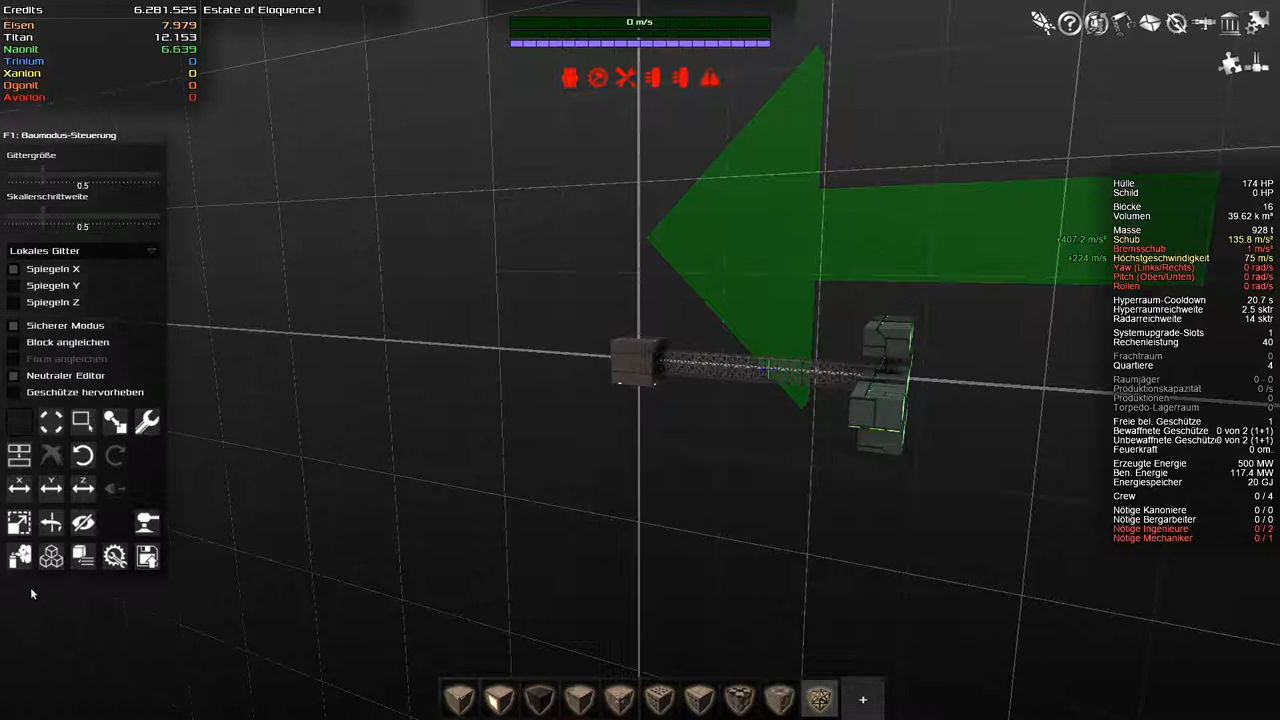 Credits 6.281.525 Estate of Eloquence I
Eisen 7.979
Titan 12.153
Naonit 6.639
Trinium 0
Xanion 0
Ogonit 0
Avorion 0
0 m/s
F1: Baumodus-Steuerung
Gittergröße
0.5
Skalierschrittweite
0.5
Lokales Gitter
Spiegeln X
Spiegeln Y
Spiegeln Z
Sicherer Modus
Block angleichen
Form angleichen
Neutraler Editor
Geschütze hervorheben
X Y Z
Hülle 174 HP
Schild 0 HP
Blöcke 16
Volumen 39.62 k m³
Masse 928 t
+407.2 m/s² Schub 135.8 m/s²
Bremsschub 1 m/s²
+224 m/s Höchstgeschwindigkeit 75 m/s
Yaw (Links/Rechts) 0 rad/s
Pitch (Oben/Unten) 0 rad/s
Rollen 0 rad/s
Hyperraum-Cooldown 20.7 s
Hyperraumreichweite 2.5 sktr
Radarreichweite 14 sktr
Systemupgrade-Slots 1
Rechenleistung 40
Frachtraum 0
Quartiere 4
Raumjäger 0 - 0
Produktionskapazität 0 /s
Produktionen 0
Torpedo-Lagerraum 0
Freie bel. Geschütze 1
Bewaffnete Geschütz 0 von 2 (1+1)
Unbewaffnete Geschütz 0 von 2 (1+1)
Feuerkraft 0 om.
Erzeugte Energie 500 MW
Ben. Energie 117.4 MW
Energiespeicher 20 GJ
Crew 0 / 4
Nötige Kanoniere 0 / 0
Nötige Bergarbeiter 0 / 0
Nötige Ingenieure 0 / 2
Nötige Mechaniker 0 / 1
+